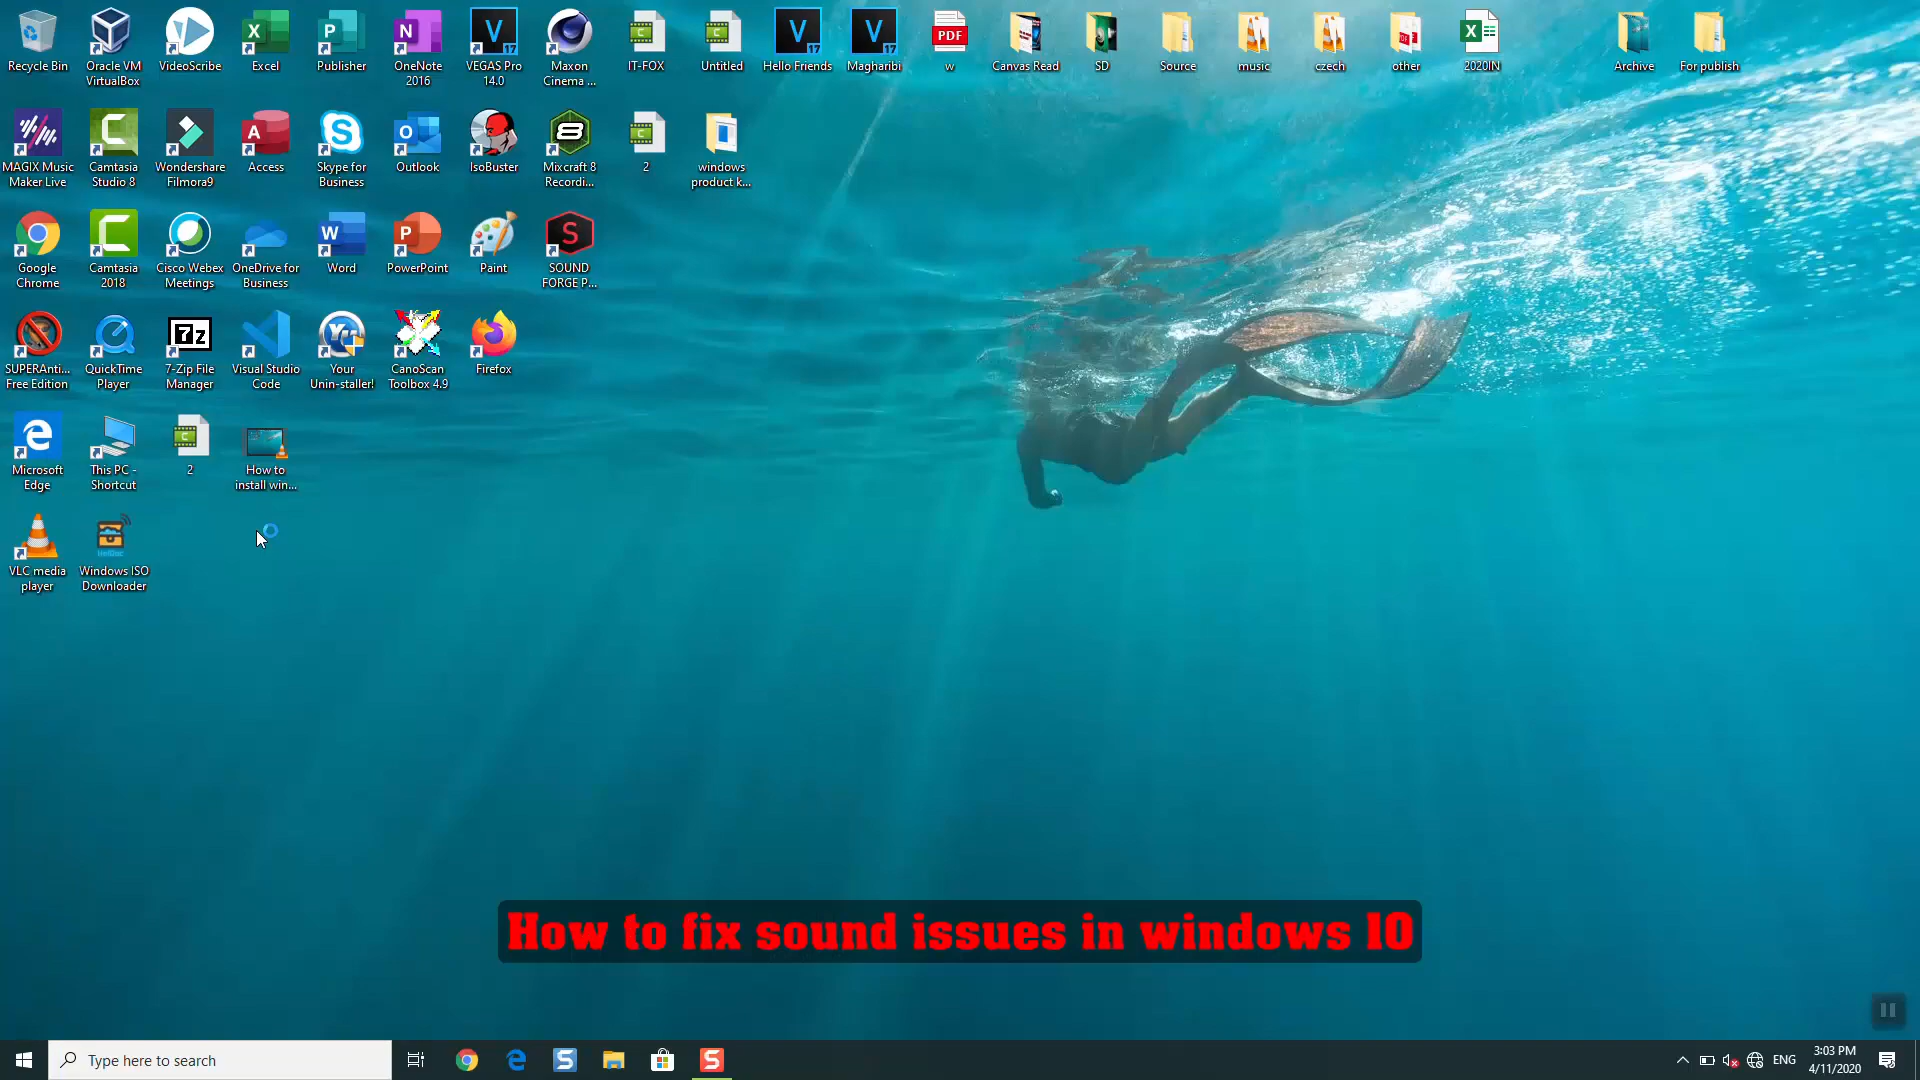 Recycle Bin
Oracle VM
VirtualBox
VideoScribe
Excel
Publisher
OneNote
2016
VEGAS Pro
14.0
Maxon
Cinema ...
IT-FOX
Untitled
Hello Friends
Magharibi
w
Canvas Read
SD
Source
music
czech
other
2020IN
Archive
For publish
MAGIX Music
Maker Live
Camtasia
Studio 8
Wondershare
Filmora9
Access
Skype for
Business
Outlook
IsoBuster
Mixcraft 8
Recordi...
2
windows
product k...
Google
Chrome
Camtasia
2018
Cisco Webex
Meetings
OneDrive for
Business
Word
PowerPoint
Paint
SOUND
FORGE P...
SUPERAnti...
Free Edition
QuickTime
Player
7-Zip File
Manager
Visual Studio
Code
Your
Unin-staller!
CanoScan
Toolbox 4.9
Firefox
Microsoft
Edge
This PC -
Shortcut
2
How to
install win...
VLC media
player
Windows ISO
Downloader
How to fix sound issues in windows 10
Type here to search
ENG
3:03 PM
4/11/2020